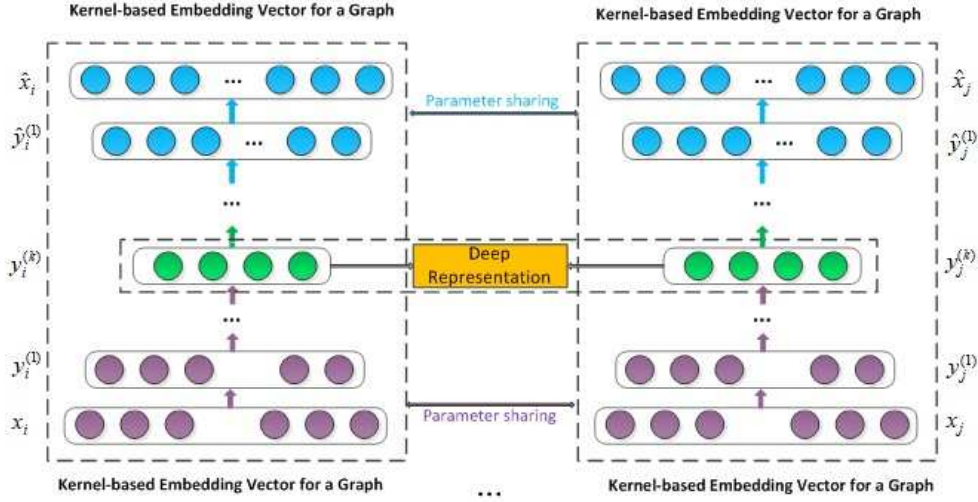 Kernel-based Embedding Vector for a Graph
Kernel-based Embedding Vector for a Graph
x̂ᵢ
...
Parameter sharing
...
x̂ⱼ
ŷᵢ⁽¹⁾
...
...
ŷⱼ⁽¹⁾
...
...
yᵢ⁽ᵏ⁾
Deep
Representation
yⱼ⁽ᵏ⁾
...
...
yᵢ⁽¹⁾
yⱼ⁽¹⁾
xᵢ
Parameter sharing
xⱼ
Kernel-based Embedding Vector for a Graph
...
Kernel-based Embedding Vector for a Graph